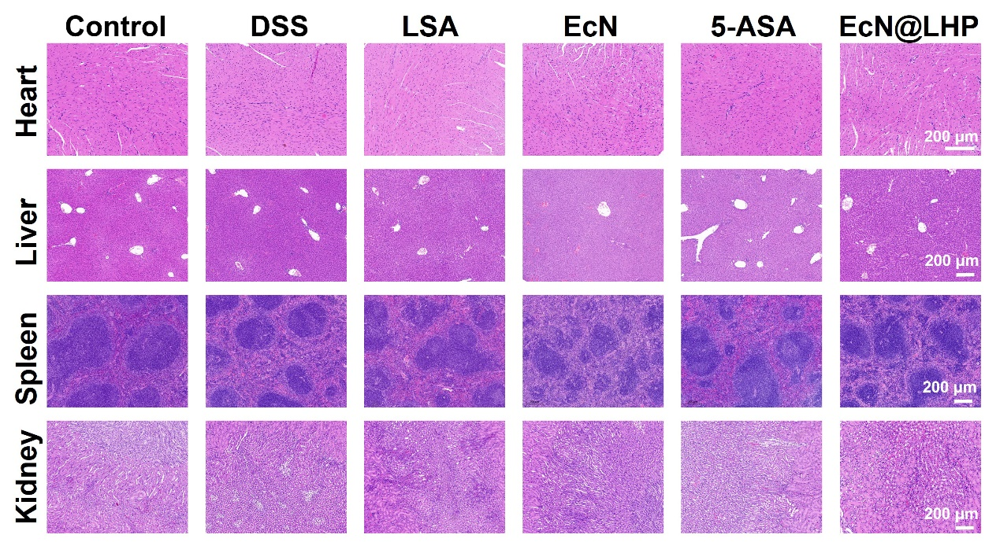 Control DSS LSA EcN 5-ASA EcN@LHP
Heart
200 μm
Liver
200 μm
Spleen
200 μm
Kidney
200 μm